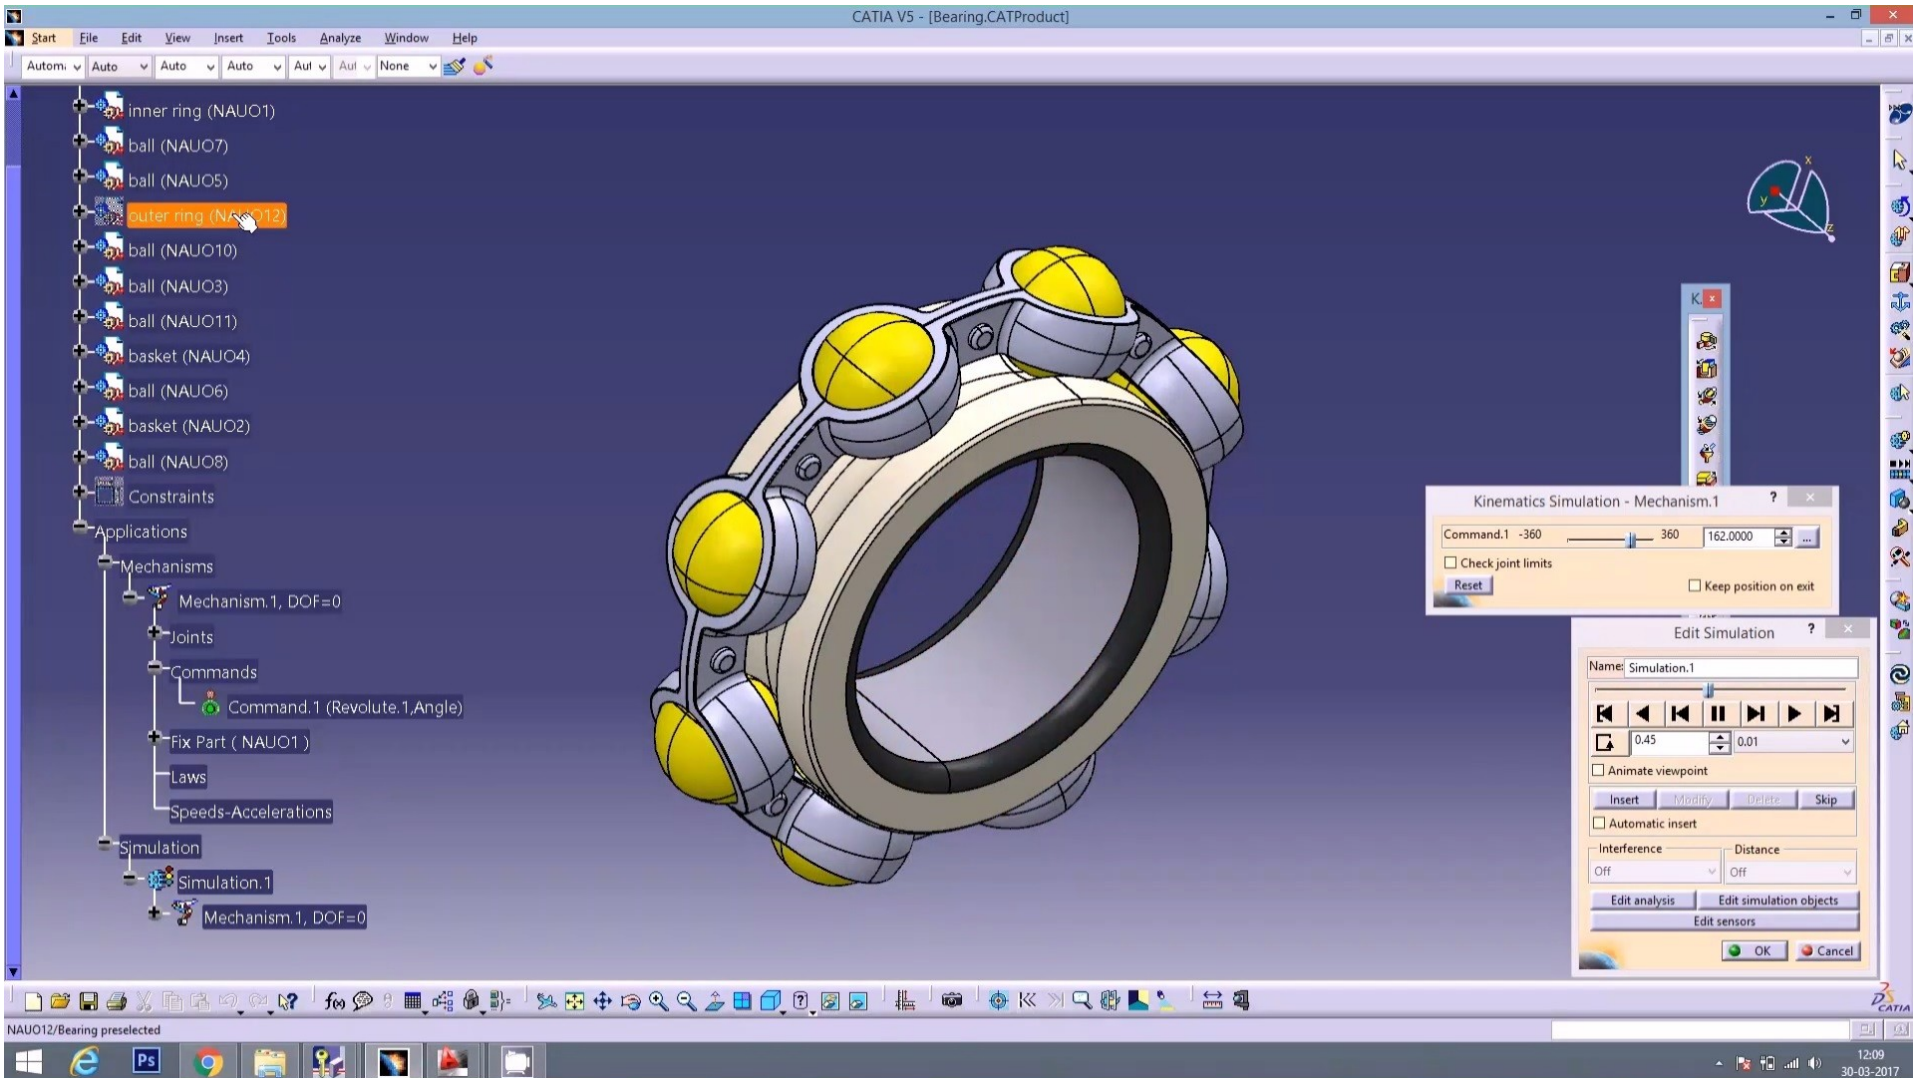 CATIA V5 - [Bearing.CATProduct]
Start File Edit View Insert Tools Analyze Window Help
Auto Auto Auto None
inner ring (NAUO1)
ball (NAUO7)
ball (NAUO5)
outer ring (NAUO12)
ball (NAUO10)
ball (NAUO3)
ball (NAUO11)
basket (NAUO4)
ball (NAUO6)
basket (NAUO2)
ball (NAUO8)
Constraints
Applications
Mechanisms
Mechanism.1, DOF=0
Joints
Commands
Command.1 (Revolute.1,Angle)
Fix Part ( NAUO1 )
Laws
Speeds-Accelerations
Simulation
Simulation.1
Mechanism.1, DOF=0
x
y
z
K.
Kinematics Simulation - Mechanism.1 ?
Command.1 -360 360 162.0000 ...
Check joint limits
Reset Keep position on exit
Edit Simulation ?
Name: Simulation.1
0.45 0.01
Animate viewpoint
Insert Modify Delete Skip
Automatic insert
Interference Distance
Off Off
Edit analysis Edit simulation objects
Edit sensors
OK Cancel
f(x)
CATIA
NAUO12/Bearing preselected
Ps
12:09
30-03-2017